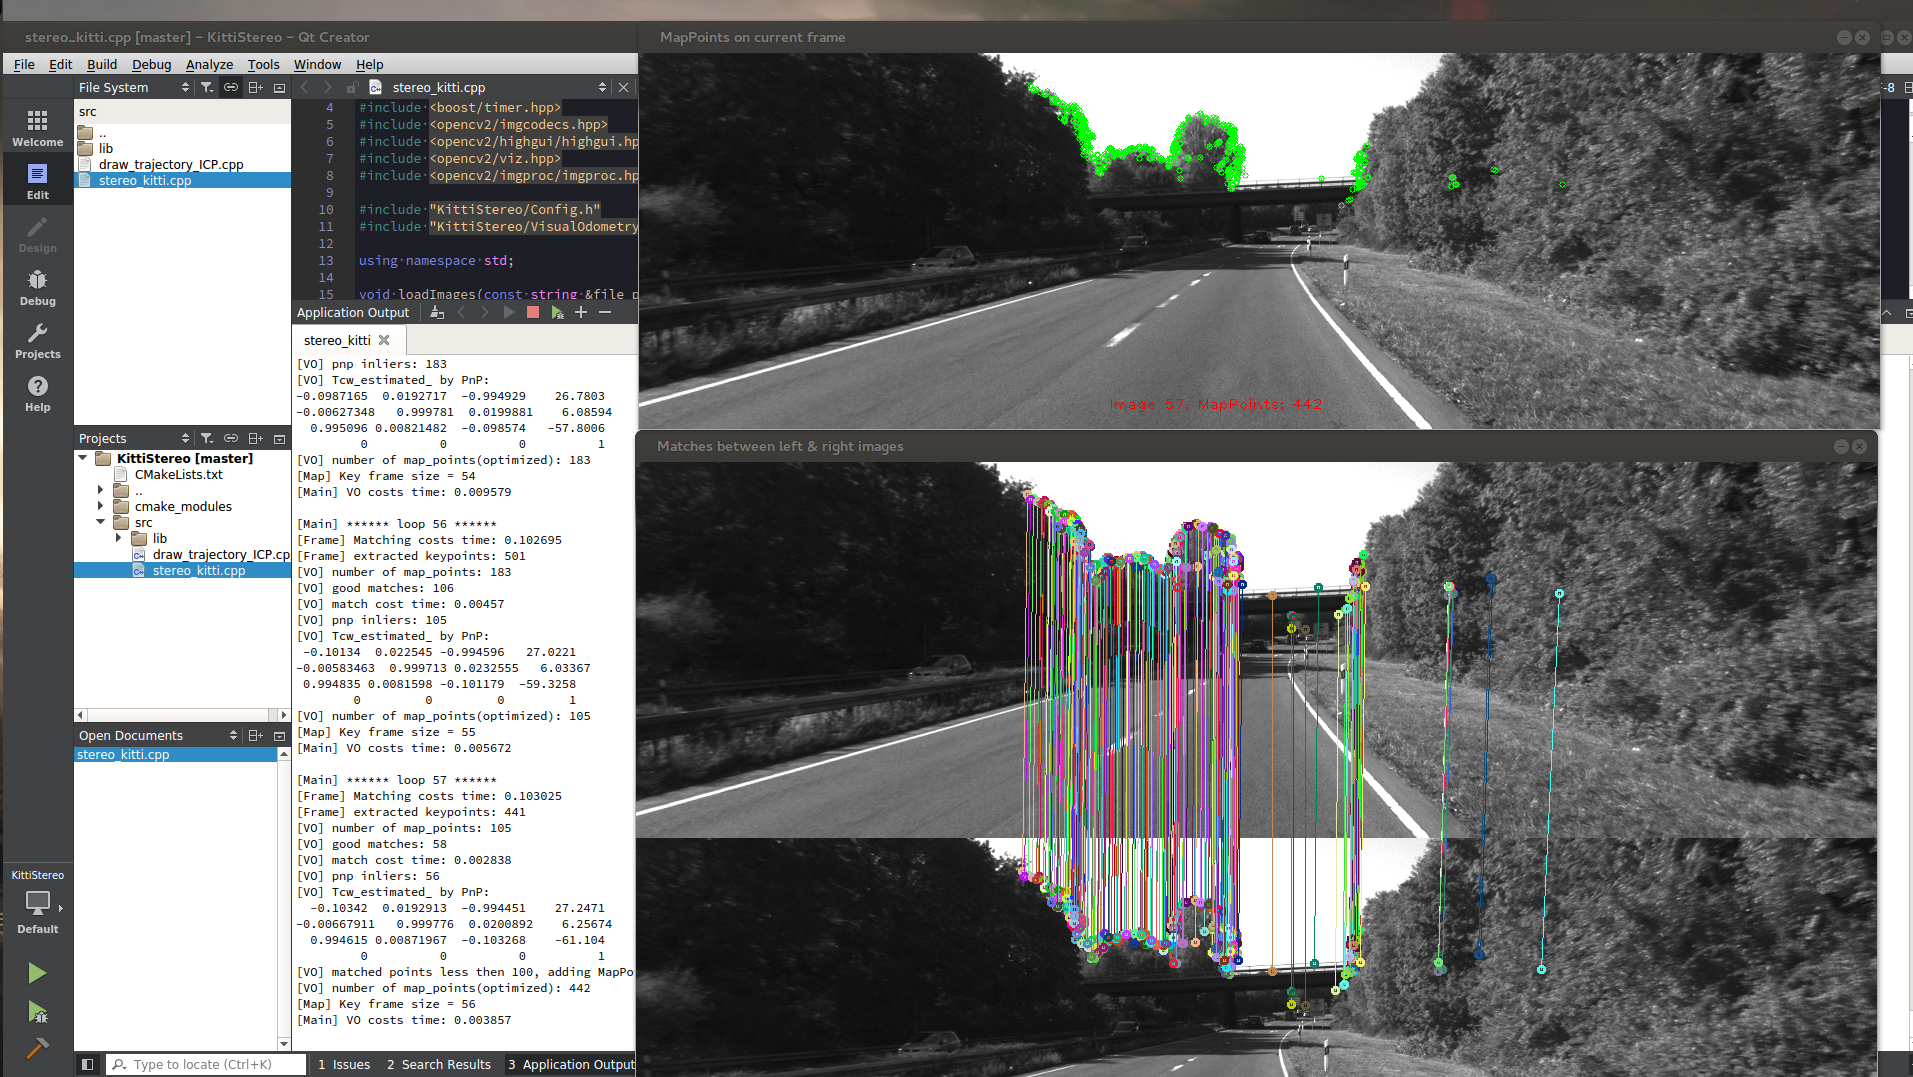 stereo_kitti.cpp [master] - KittiStereo - Qt Creator
File Edit Build Debug Analyze Tools Window Help
Welcome
Edit
Design
Debug
Projects
Help
KittiStereo
Default
File System
src
..
lib
draw_trajectory_ICP.cpp
stereo_kitti.cpp
Projects
KittiStereo [master]
CMakeLists.txt
..
cmake_modules
src
lib
draw_trajectory_ICP.cp
stereo_kitti.cpp
Open Documents
stereo_kitti.cpp
stereo_kitti.cpp
4 #include <boost/timer.hpp>
5 #include <opencv2/imgcodecs.hpp>
6 #include <opencv2/highgui/highgui.hp
7 #include <opencv2/viz.hpp>
8 #include <opencv2/imgproc/imgproc.hp
9
10 #include "KittiStereo/Config.h"
11 #include "KittiStereo/VisualOdometry
12
13 using namespace std;
14
15 void loadImages(const string &file_p
Application Output
stereo_kitti
[VO] pnp inliers: 183
[VO] Tcw_estimated_ by PnP:
-0.0987165 0.0192717 -0.994929 26.7803
-0.00627348 0.999781 0.0199881 6.08594
0.995096 0.00821482 -0.098574 -57.8006
0 0 0 1
[VO] number of map_points(optimized): 183
[Map] Key frame size = 54
[Main] VO costs time: 0.009579
[Main] ****** loop 56 ******
[Frame] Matching costs time: 0.102695
[Frame] extracted keypoints: 501
[VO] number of map_points: 183
[VO] good matches: 106
[VO] match cost time: 0.00457
[VO] pnp inliers: 105
[VO] Tcw_estimated_ by PnP:
-0.10134 0.022545 -0.994596 27.0221
-0.00583463 0.999713 0.0232555 6.03367
0.994835 0.0081598 -0.101179 -59.3258
0 0 0 1
[VO] number of map_points(optimized): 105
[Map] Key frame size = 55
[Main] VO costs time: 0.005672
[Main] ****** loop 57 ******
[Frame] Matching costs time: 0.103025
[Frame] extracted keypoints: 441
[VO] number of map_points: 105
[VO] good matches: 58
[VO] match cost time: 0.002838
[VO] pnp inliers: 56
[VO] Tcw_estimated_ by PnP:
-0.10342 0.0192913 -0.994451 27.2471
-0.00667911 0.999776 0.0200892 6.25674
0.994615 0.00871967 -0.103268 -61.104
0 0 0 1
[VO] matched points less then 100, adding MapPo
[VO] number of map_points(optimized): 442
[Map] Key frame size = 56
[Main] VO costs time: 0.003857
Type to locate (Ctrl+K)
1 Issues 2 Search Results 3 Application Output
MapPoints on current frame
Image 57, MapPoints: 442
Matches between left & right images
F-8